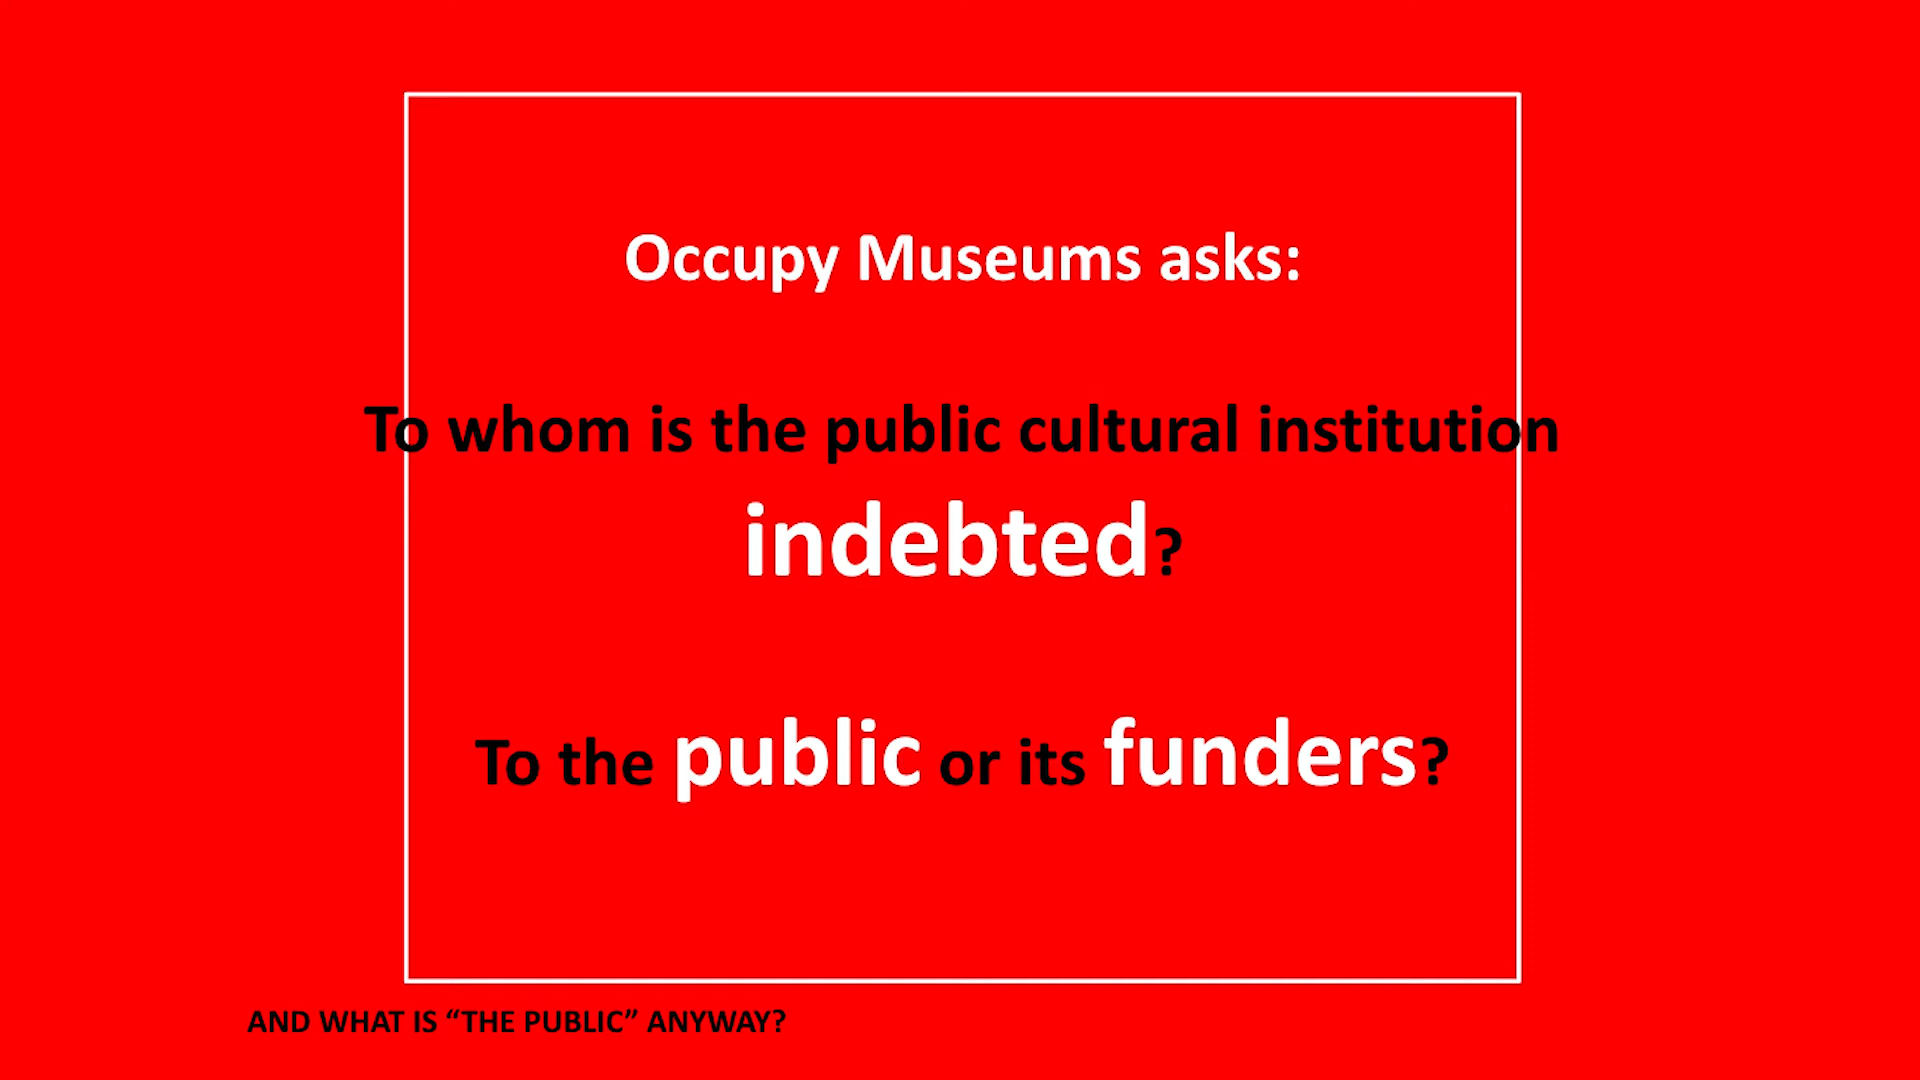 Occupy Museums asks:
To whom is the public cultural institution
indebted?
To the public or its funders?
AND WHAT IS “THE PUBLIC” ANYWAY?